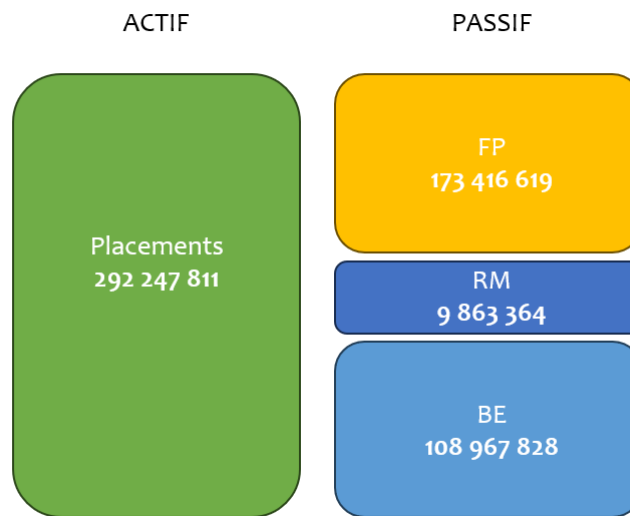 ACTIF
PASSIF
Placements
292 247 811
FP
173 416 619
RM
9 863 364
BE
108 967 828